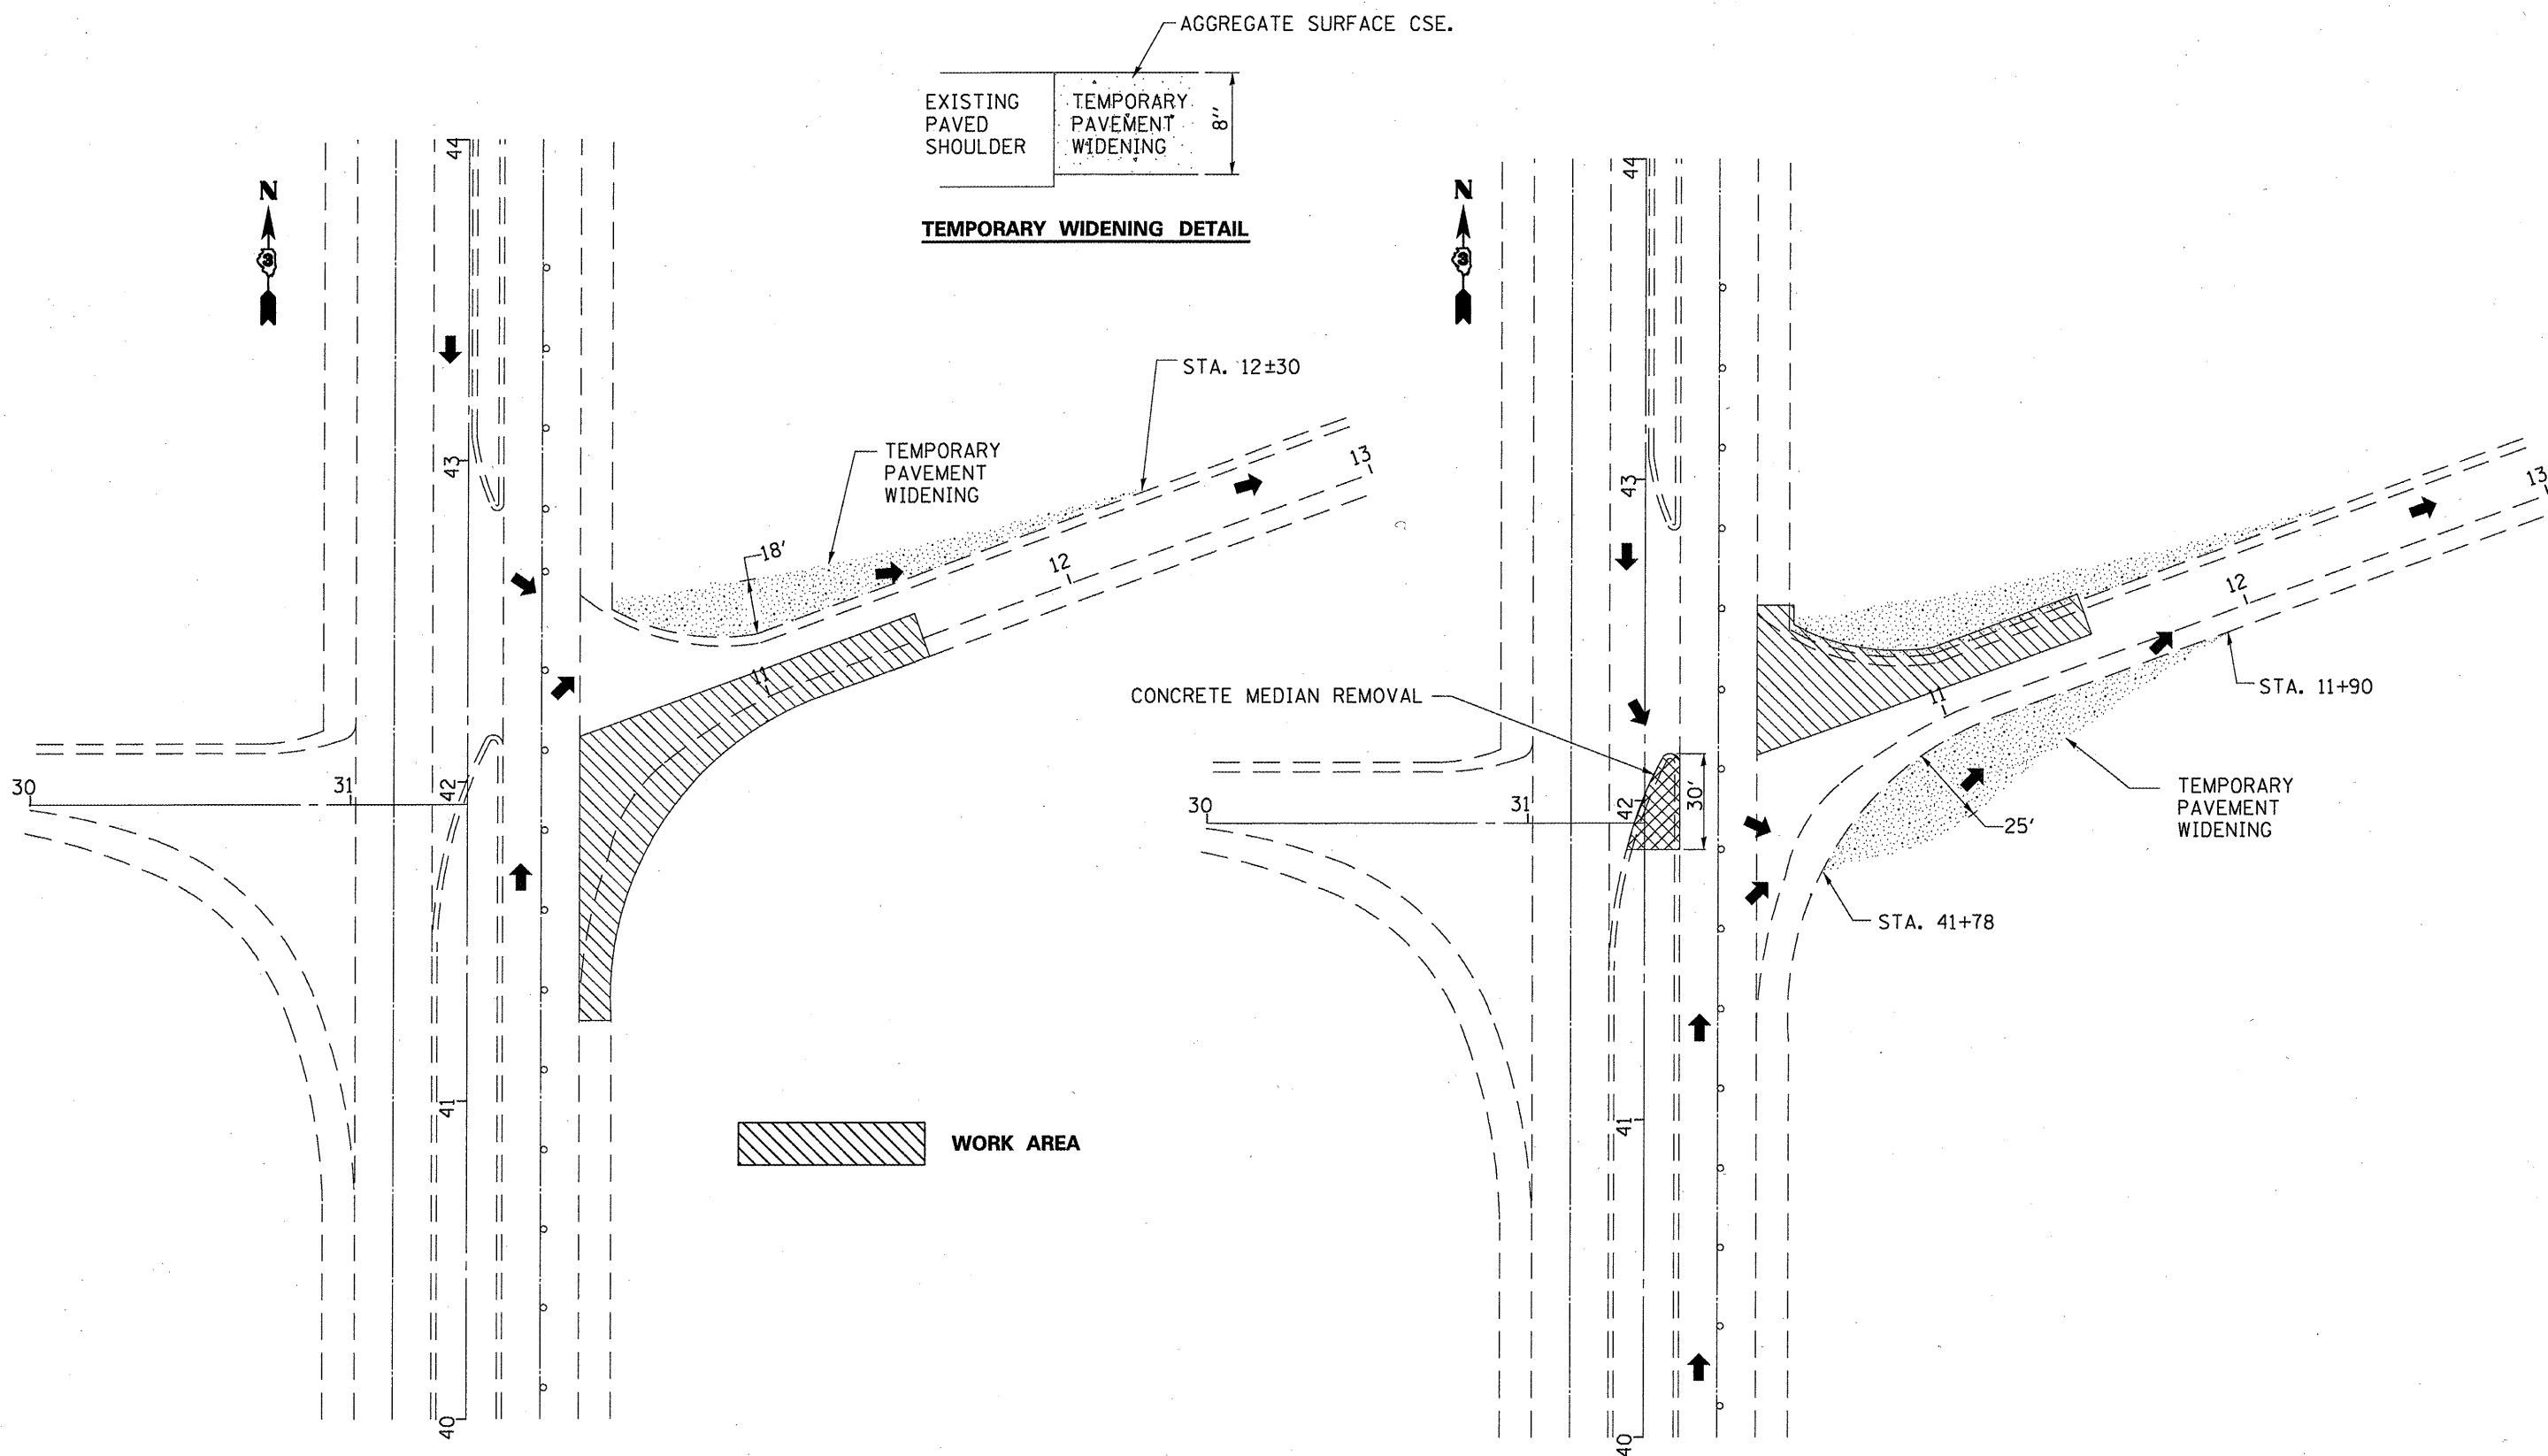 AGGREGATE SURFACE CSE.
EXISTING
PAVED
SHOULDER
TEMPORARY
PAVEMENT
WIDENING
8"
TEMPORARY WIDENING DETAIL
N
3
44
43
42
41
40
30
31
STA. 12±30
TEMPORARY
PAVEMENT
WIDENING
18'
13
12
11
WORK AREA
N
3
44
43
42
41
40
30
31
CONCRETE MEDIAN REMOVAL
30'
13
12
11
STA. 11+90
TEMPORARY
PAVEMENT
WIDENING
25'
STA. 41+78